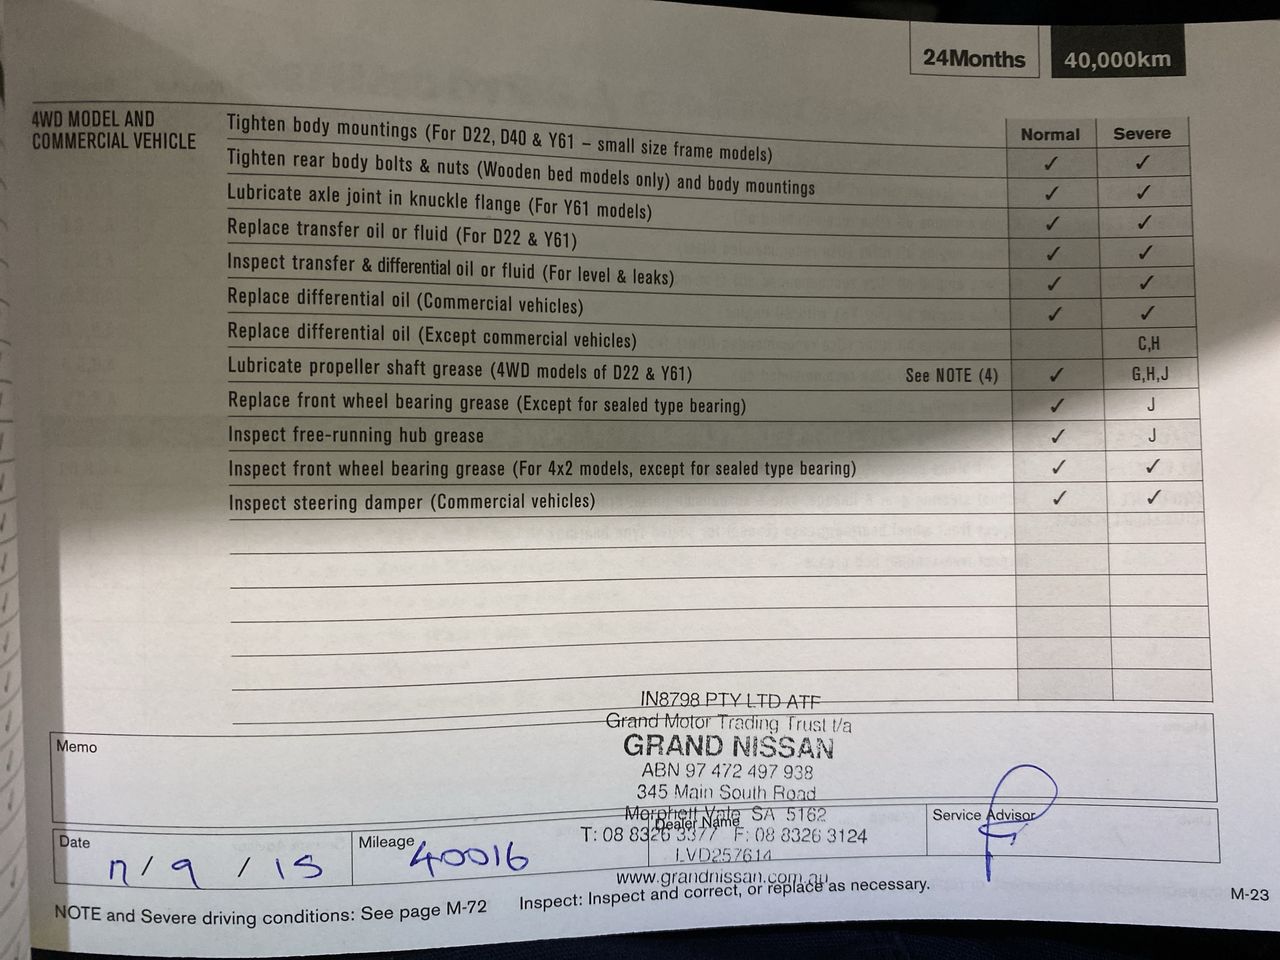 24Months 40,000km
4WD MODEL AND
COMMERCIAL VEHICLE
Normal Severe
Tighten body mountings (For D22, D40 & Y61 – small size frame models) ✓ ✓
Tighten rear body bolts & nuts (Wooden bed models only) and body mountings ✓ ✓
Lubricate axle joint in knuckle flange (For Y61 models) ✓ ✓
Replace transfer oil or fluid (For D22 & Y61) ✓ ✓
Inspect transfer & differential oil or fluid (For level & leaks) ✓ ✓
Replace differential oil (Commercial vehicles) ✓ ✓
Replace differential oil (Except commercial vehicles) C,H
Lubricate propeller shaft grease (4WD models of D22 & Y61) See NOTE (4) ✓ G,H,J
Replace front wheel bearing grease (Except for sealed type bearing) ✓ J
Inspect free-running hub grease ✓ J
Inspect front wheel bearing grease (For 4x2 models, except for sealed type bearing) ✓ ✓
Inspect steering damper (Commercial vehicles) ✓ ✓
Memo
IN8798 PTY LTD ATF
Grand Motor Trading Trust t/a
GRAND NISSAN
ABN 97 472 497 938
345 Main South Road
Morphett Vale SA 5162
T: 08 8326 3377 F: 08 8326 3124
LVD257614
www.grandnissan.com.au
Date
/ 9 / 15
Mileage
40016
Dealer Name
Service Advisor
NOTE and Severe driving conditions: See page M-72
Inspect: Inspect and correct, or replace as necessary.
M-23